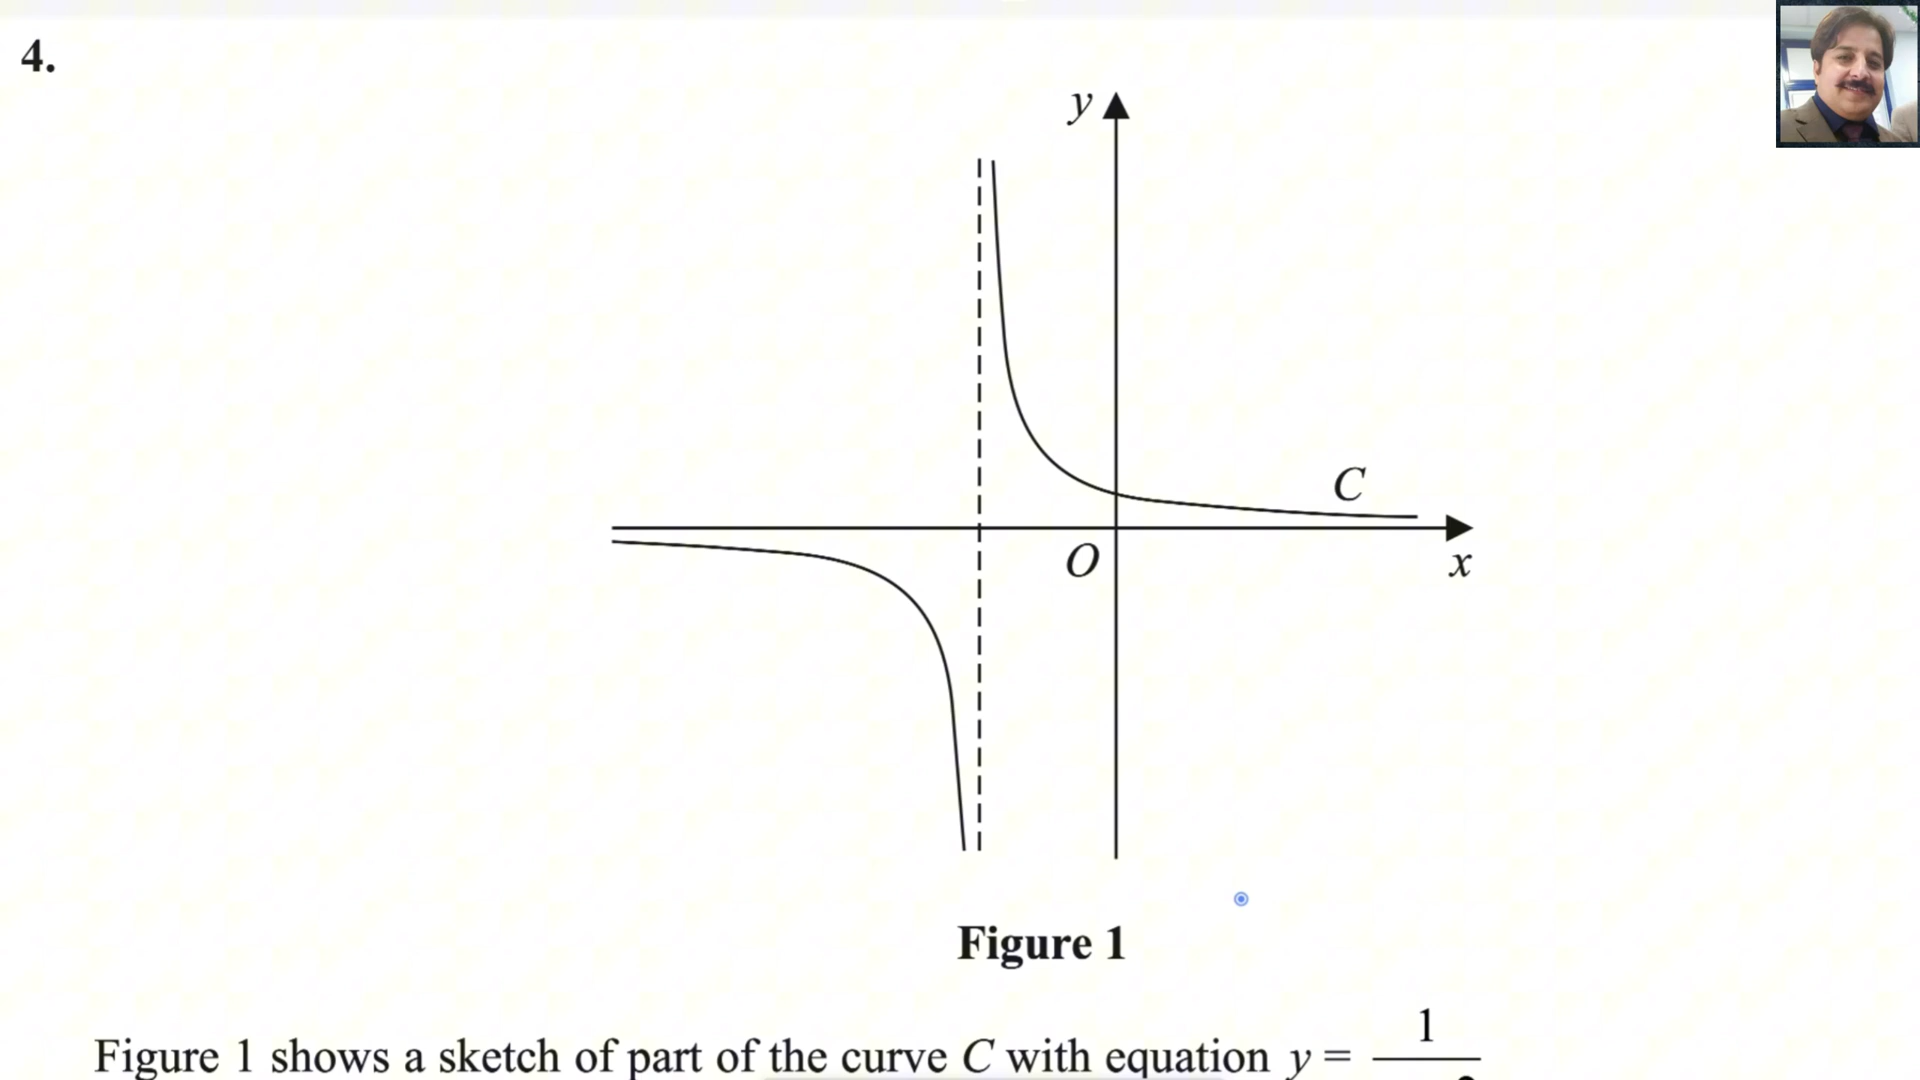 4.
y
C
O
x
Figure 1
Figure 1 shows a sketch of part of the curve C with equation y = 1